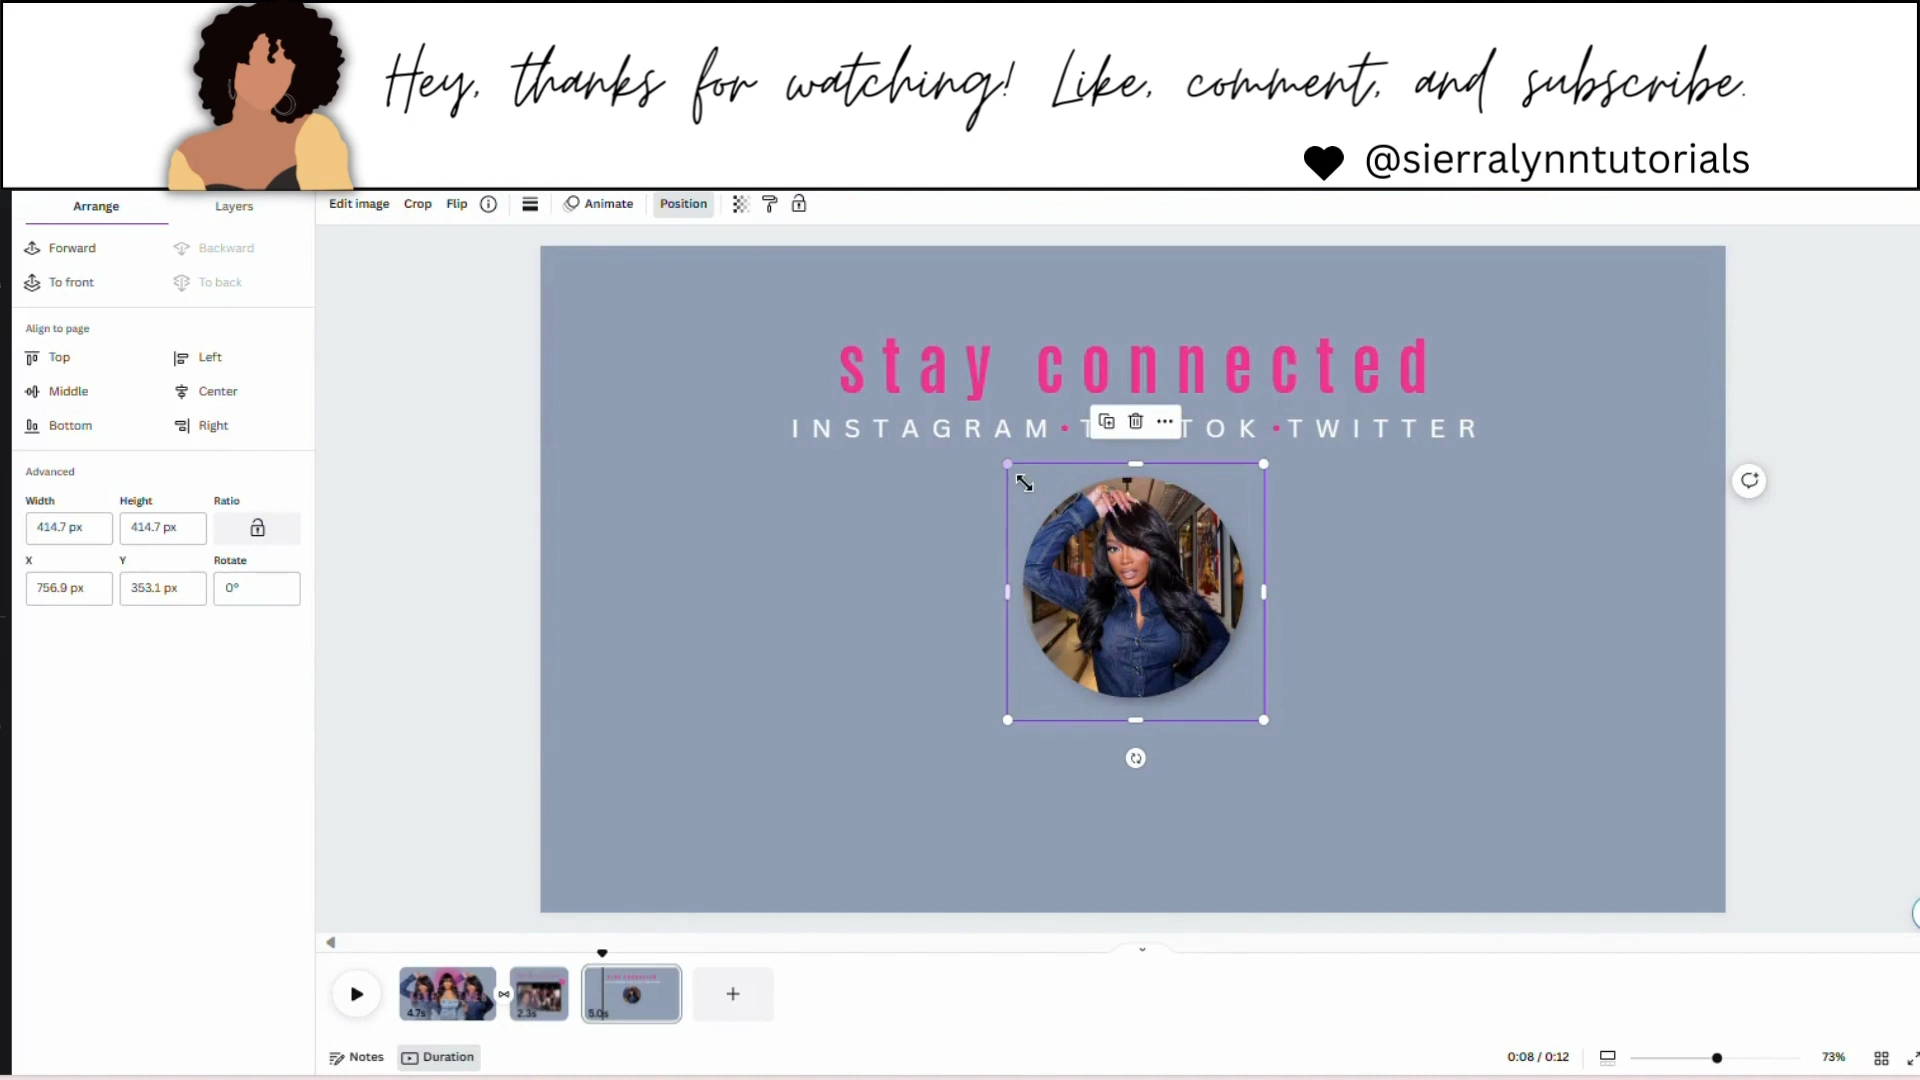 Hey, thanks for watching! Like, comment, and subscribe.
@sierralynntutorials
Arrange Layers
Edit image Crop Flip Animate Position
Forward Backward
To front To back
Align to page
Top Left
Middle Center
Bottom Right
Advanced
Width Height Ratio
414.7 px 414.7 px
X Y Rotate
756.9 px 353.1 px 0°
stay connected
INSTAGRAM • T TOK • TWITTER
4.7s 2.3s 5.0s
Notes Duration
0:08 / 0:12 73%